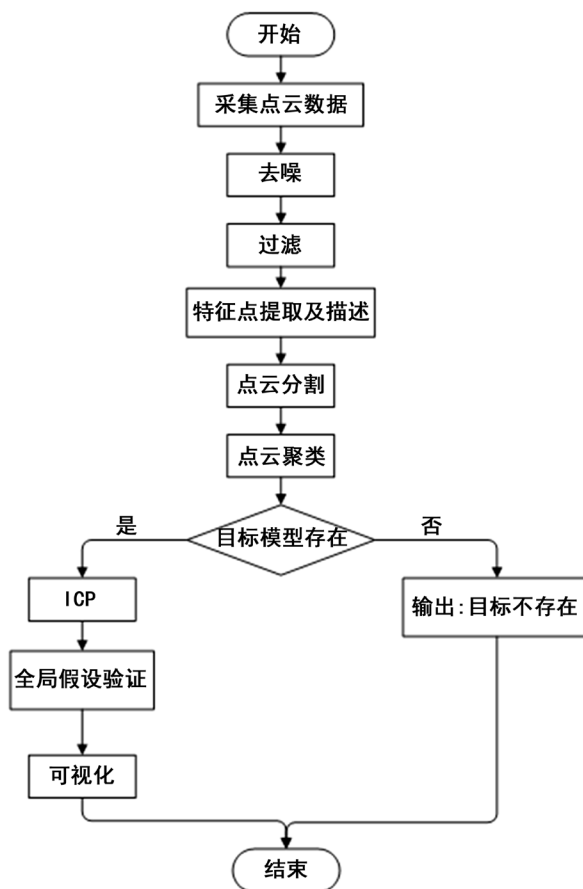 开始
采集点云数据
去噪
过滤
特征点提取及描述
点云分割
点云聚类
是
目标模型存在
否
ICP
输出:目标不存在
全局假设验证
可视化
结束